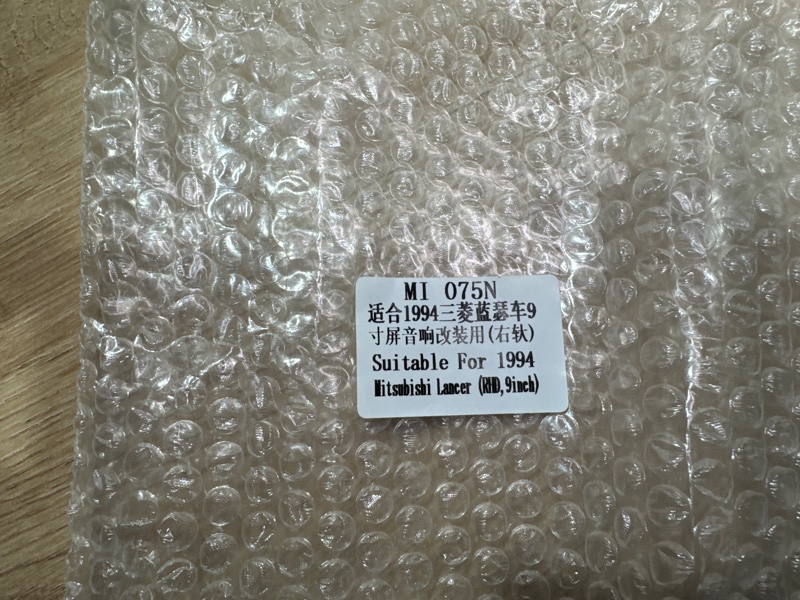 MI 075N
适合1994三菱蓝瑟车9
寸屏音响改装用(右钦)
Suitable For 1994
Mitsubishi Lancer (RHD,9inch)